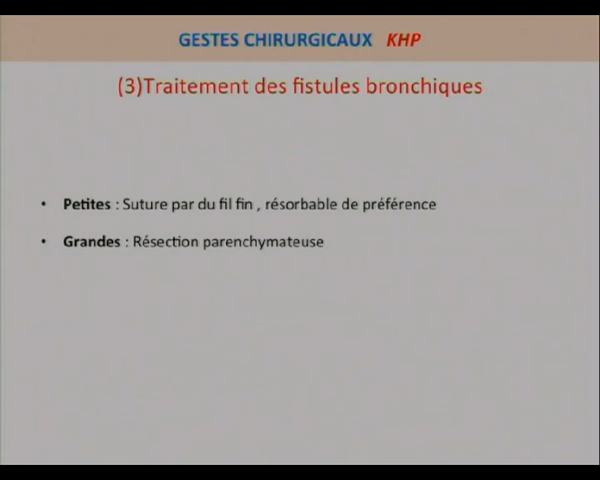 GESTES CHIRURGICAUX KHP
(3)Traitement des fistules bronchiques
• Petites : Suture par du fil fin , résorbable de préférence
• Grandes : Résection parenchymateuse